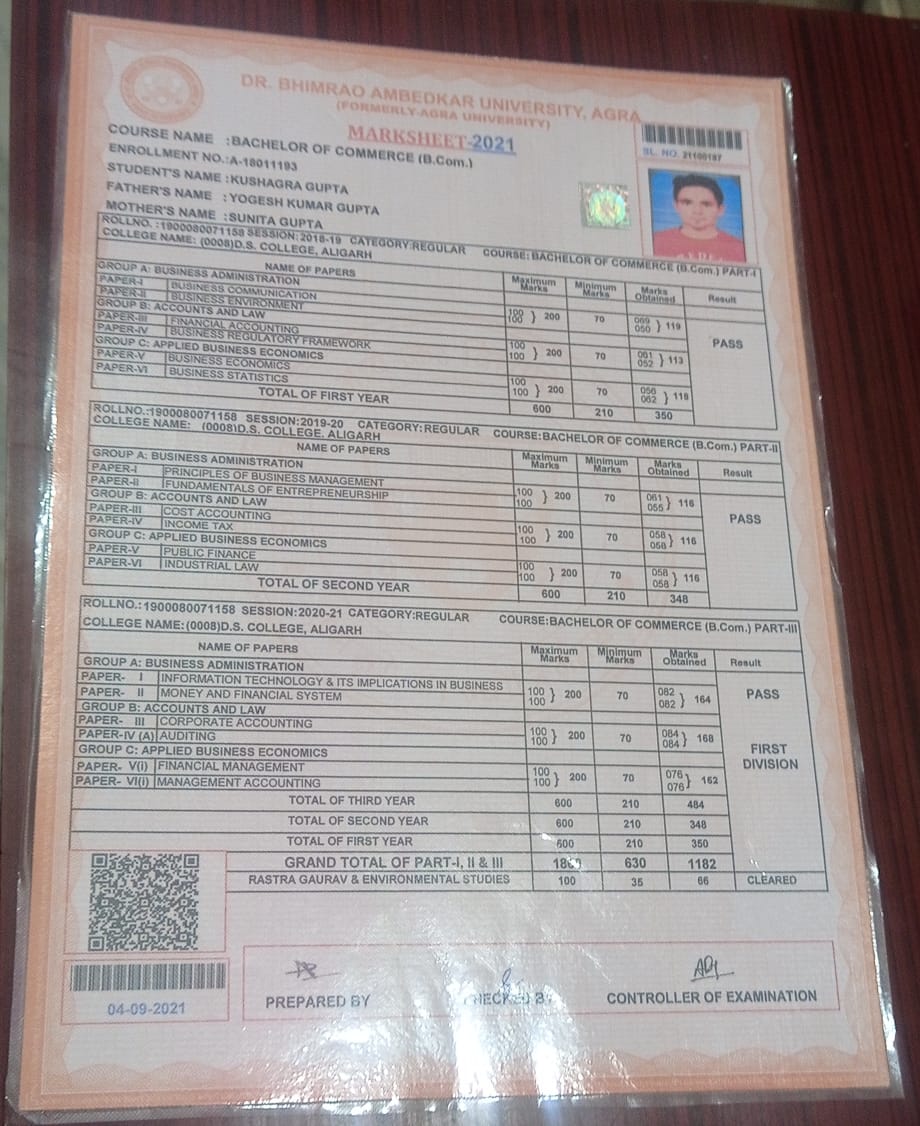 DR. BHIMRAO AMBEDKAR UNIVERSITY, AGRA
(FORMERLY-AGRA UNIVERSITY)
MARKSHEET-2021
SL. NO. 21100187
COURSE NAME :BACHELOR OF COMMERCE (B.Com.)
ENROLLMENT NO.:A-18011193
STUDENT'S NAME :KUSHAGRA GUPTA
FATHER'S NAME :YOGESH KUMAR GUPTA
MOTHER'S NAME :SUNITA GUPTA
ROLLNO. :1900080071158 SESSION:2018-19 CATEGORY:REGULAR COURSE:BACHELOR OF COMMERCE (B.Com.) PART-I
COLLEGE NAME: (0008)D.S. COLLEGE, ALIGARH
NAME OF PAPERS Maximum Marks Minimum Marks Marks Obtained Result
GROUP A: BUSINESS ADMINISTRATION
PAPER-I BUSINESS COMMUNICATION 100 069
PAPER-II BUSINESS ENVIRONMENT 100 } 200 70 050 } 119 PASS
GROUP B: ACCOUNTS AND LAW
PAPER-III FINANCIAL ACCOUNTING 100 061
PAPER-IV BUSINESS REGULATORY FRAMEWORK 100 } 200 70 052 } 113
GROUP C: APPLIED BUSINESS ECONOMICS
PAPER-V BUSINESS ECONOMICS 100 056
PAPER-VI BUSINESS STATISTICS 100 } 200 70 062 } 118
TOTAL OF FIRST YEAR 600 210 350
ROLLNO.:1900080071158 SESSION:2019-20 CATEGORY:REGULAR COURSE:BACHELOR OF COMMERCE (B.Com.) PART-II
COLLEGE NAME: (0008)D.S. COLLEGE, ALIGARH
NAME OF PAPERS Maximum Marks Minimum Marks Marks Obtained Result
GROUP A: BUSINESS ADMINISTRATION
PAPER-I PRINCIPLES OF BUSINESS MANAGEMENT 100 061
PAPER-II FUNDAMENTALS OF ENTREPRENEURSHIP 100 } 200 70 055 } 116 PASS
GROUP B: ACCOUNTS AND LAW
PAPER-III COST ACCOUNTING 100 058
PAPER-IV INCOME TAX 100 } 200 70 058 } 116
GROUP C: APPLIED BUSINESS ECONOMICS
PAPER-V PUBLIC FINANCE 100 058
PAPER-VI INDUSTRIAL LAW 100 } 200 70 058 } 116
TOTAL OF SECOND YEAR 600 210 348
ROLLNO.:1900080071158 SESSION:2020-21 CATEGORY:REGULAR COURSE:BACHELOR OF COMMERCE (B.Com.) PART-III
COLLEGE NAME:(0008)D.S. COLLEGE, ALIGARH
NAME OF PAPERS Maximum Marks Minimum Marks Marks Obtained Result
GROUP A: BUSINESS ADMINISTRATION
PAPER- I INFORMATION TECHNOLOGY & ITS IMPLICATIONS IN BUSINESS 100 082
PAPER- II MONEY AND FINANCIAL SYSTEM 100 } 200 70 082 } 164 PASS
GROUP B: ACCOUNTS AND LAW
PAPER- III CORPORATE ACCOUNTING 100 084
PAPER-IV (A) AUDITING 100 } 200 70 084 } 168 FIRST DIVISION
GROUP C: APPLIED BUSINESS ECONOMICS
PAPER- V(i) FINANCIAL MANAGEMENT 100 076
PAPER- VI(i) MANAGEMENT ACCOUNTING 100 } 200 70 076 } 162
TOTAL OF THIRD YEAR 600 210 484
TOTAL OF SECOND YEAR 600 210 348
TOTAL OF FIRST YEAR 600 210 350
GRAND TOTAL OF PART-I, II & III 630 1182
RASTRA GAURAV & ENVIRONMENTAL STUDIES 100 35 66 CLEARED
04-09-2021
PREPARED BY CHECKED BY CONTROLLER OF EXAMINATION